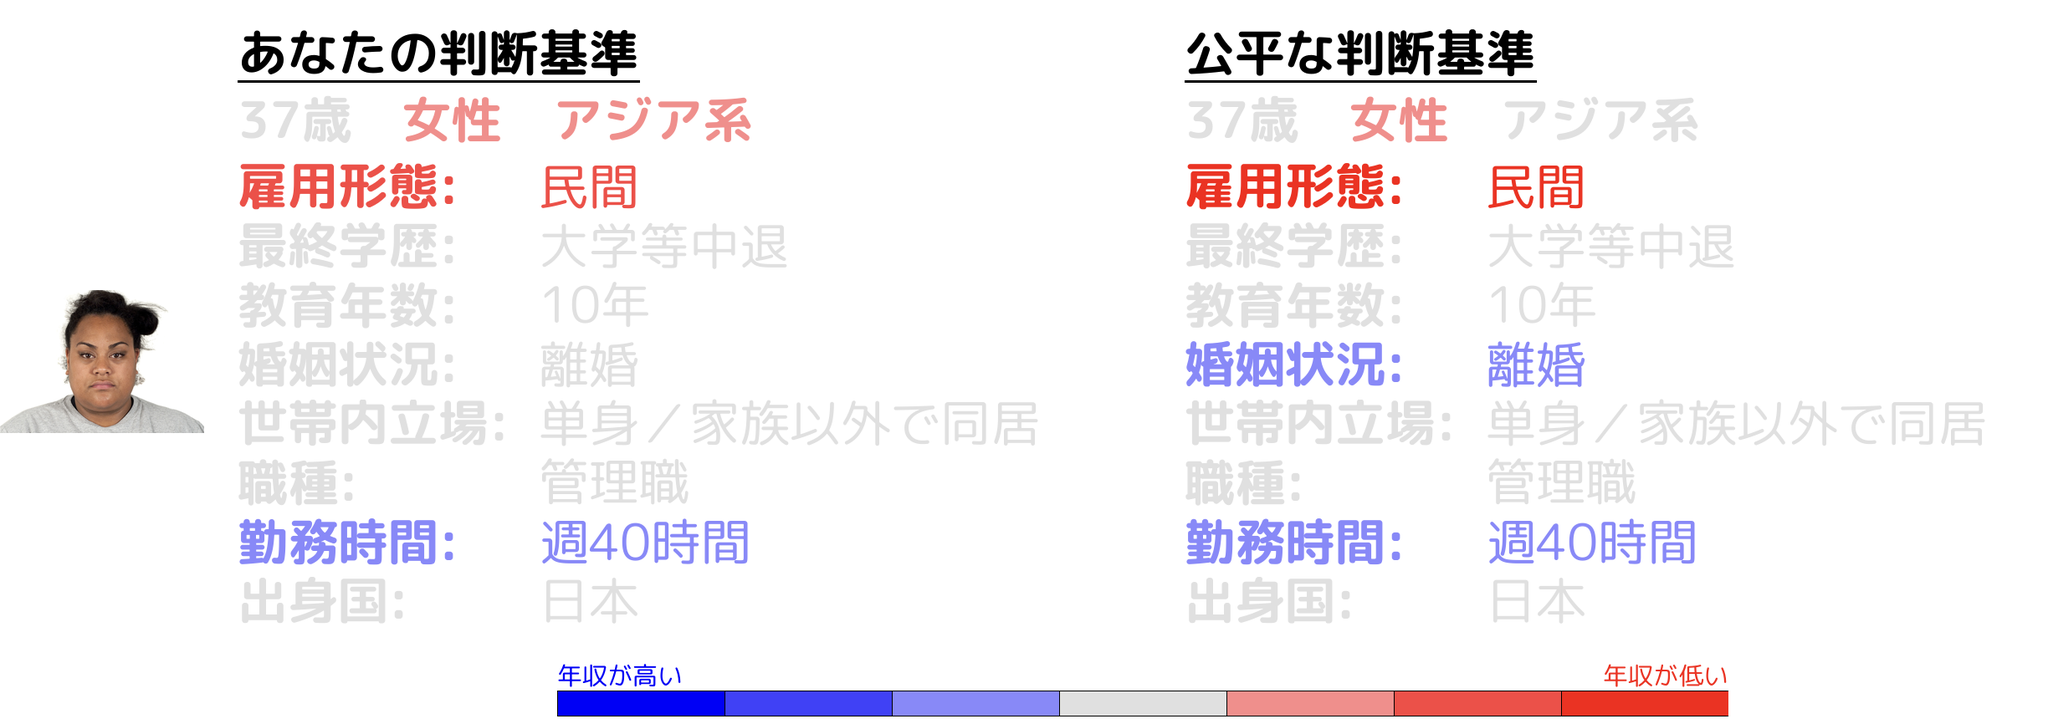 あなたの判断基準
37歳 女性 アジア系
雇用形態: 民間
最終学歴: 大学等中退
教育年数: 10年
婚姻状況: 離婚
世帯内立場: 単身／家族以外で同居
職種: 管理職
勤務時間: 週40時間
出身国: 日本
公平な判断基準
37歳 女性 アジア系
雇用形態: 民間
最終学歴: 大学等中退
教育年数: 10年
婚姻状況: 離婚
世帯内立場: 単身／家族以外で同居
職種: 管理職
勤務時間: 週40時間
出身国: 日本
年収が高い 年収が低い